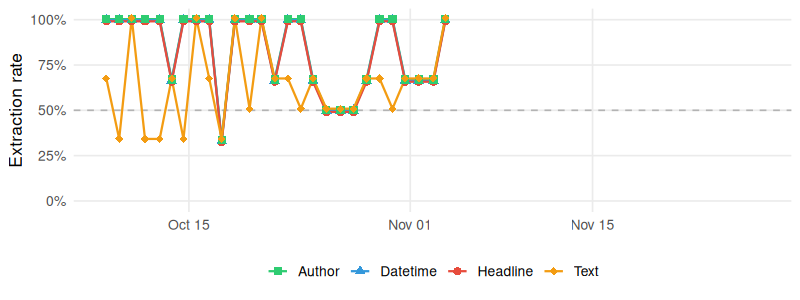 Extraction rate
100%
75%
50%
25%
0%
Oct 15 Nov 01 Nov 15
Author Datetime Headline Text